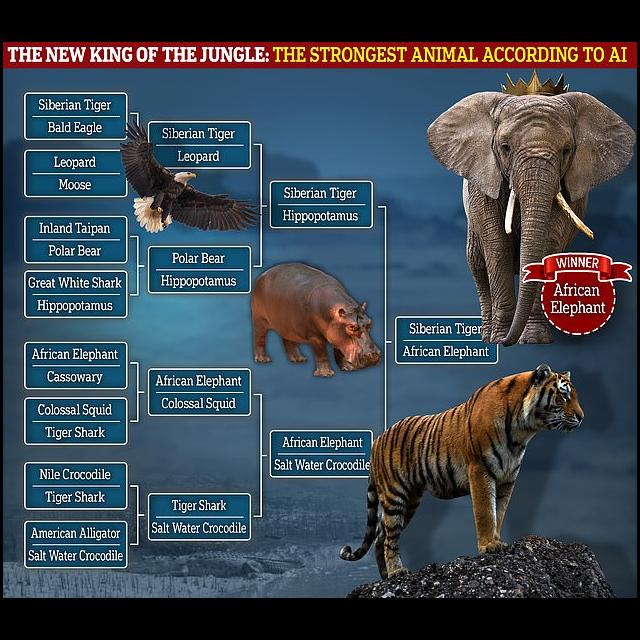 THE NEW KING OF THE JUNGLE: THE STRONGEST ANIMAL ACCORDING TO AI
Siberian Tiger
Bald Eagle
Leopard
Moose
Inland Taipan
Polar Bear
Great White Shark
Hippopotamus
African Elephant
Cassowary
Colossal Squid
Tiger Shark
Nile Crocodile
Tiger Shark
American Alligator
Salt Water Crocodile
Siberian Tiger
Leopard
Polar Bear
Hippopotamus
African Elephant
Colossal Squid
Tiger Shark
Salt Water Crocodile
Siberian Tiger
Hippopotamus
African Elephant
Salt Water Crocodile
Siberian Tiger
African Elephant
WINNER
African
Elephant